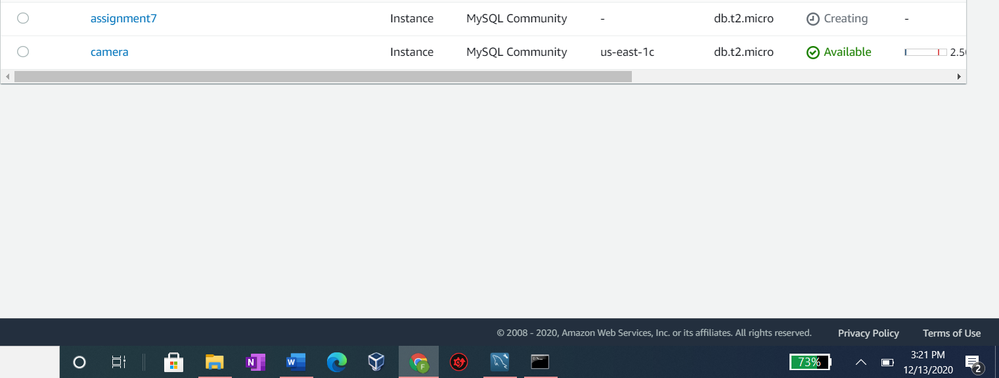 assignment7 Instance MySQL Community - db.t2.micro Creating -
camera Instance MySQL Community us-east-1c db.t2.micro Available 2.50
© 2008 - 2020, Amazon Web Services, Inc. or its affiliates. All rights reserved. Privacy Policy Terms of Use
N W F 73% 3:21 PM
12/13/2020 2